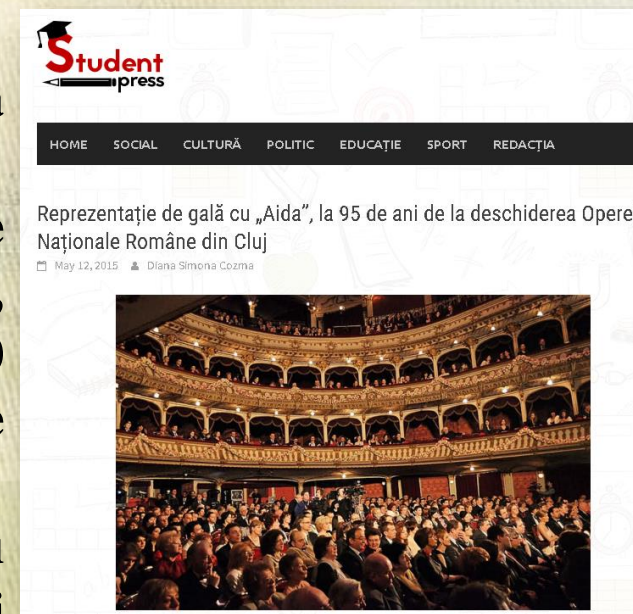 Student
press
HOME SOCIAL CULTURĂ POLITIC EDUCAȚIE SPORT REDACȚIA
Reprezentație de gală cu „Aida”, la 95 de ani de la deschiderea Opere
Naționale Române din Cluj
May 12, 2015 Diana Simona Cozma